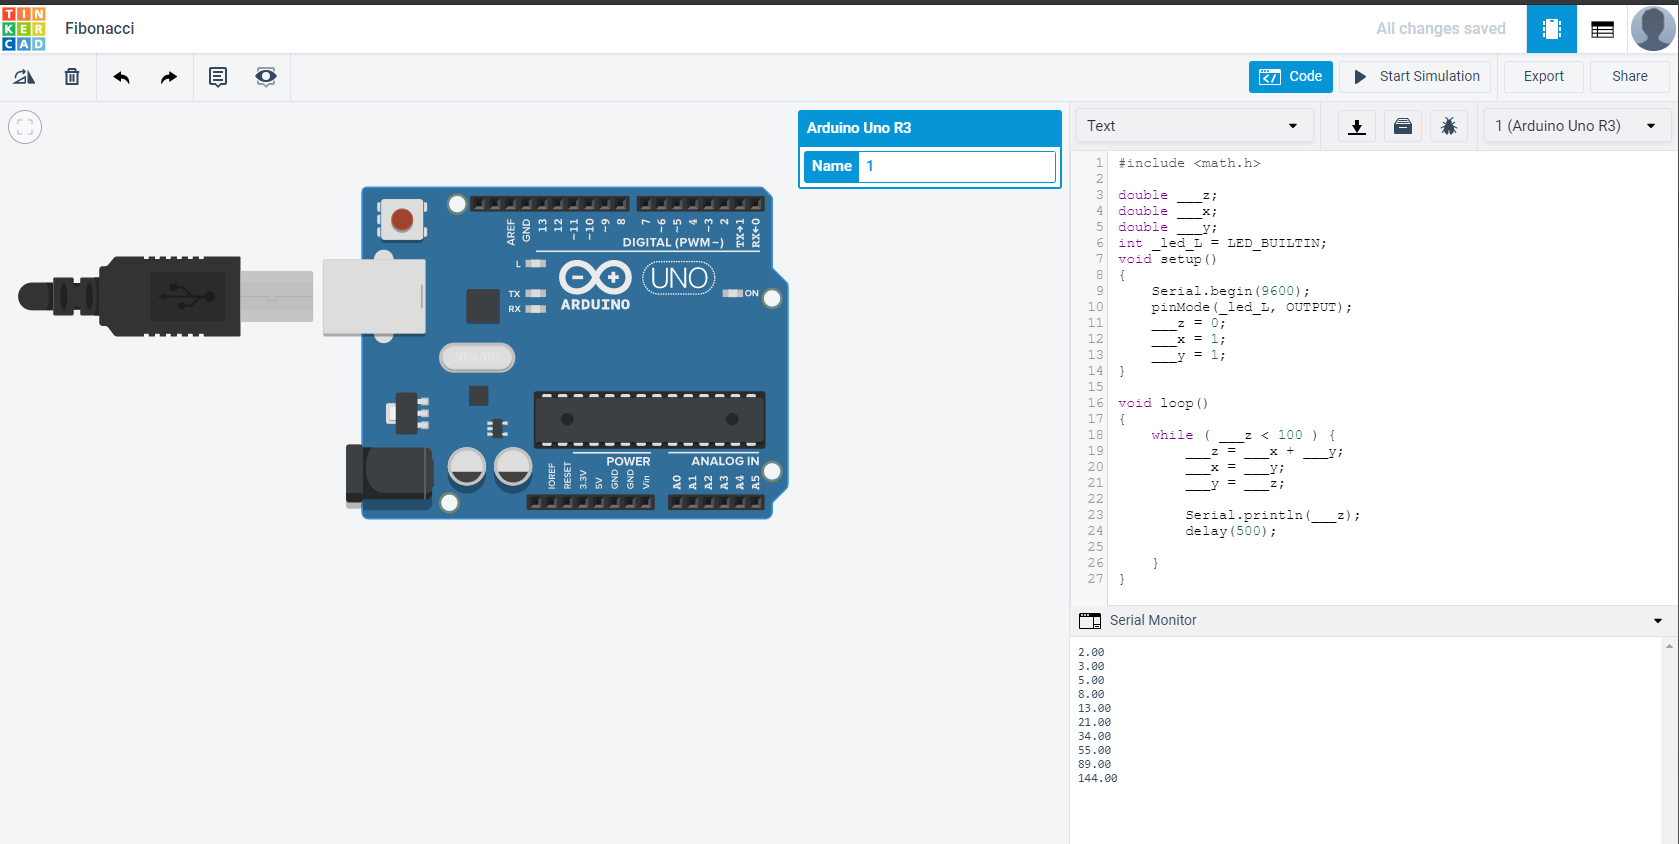 TIN
KER
CAD
Fibonacci
All changes saved
Code
Start Simulation
Export
Share
Arduino Uno R3
Name 1
Text
1 (Arduino Uno R3)
AREF
GND
13
12
~11
~10
~9
8
7
~6
~5
4
~3
2
TX→1
RX←0
DIGITAL (PWM~)
L
TX
RX
UNO
ARDUINO
ON
POWER
ANALOG IN
IOREF
RESET
3.3V
5V
GND
GND
Vin
A0
A1
A2
A3
A4
A5
1 #include <math.h>
2
3 double ___z;
4 double ___x;
5 double ___y;
6 int _led_L = LED_BUILTIN;
7 void setup()
8 {
9 Serial.begin(9600);
10 pinMode(_led_L, OUTPUT);
11 ___z = 0;
12 ___x = 1;
13 ___y = 1;
14 }
15
16 void loop()
17 {
18 while ( ___z < 100 ) {
19 ___z = ___x + ___y;
20 ___x = ___y;
21 ___y = ___z;
22
23 Serial.println(___z);
24 delay(500);
25
26 }
27 }
Serial Monitor
2.00
3.00
5.00
8.00
13.00
21.00
34.00
55.00
89.00
144.00